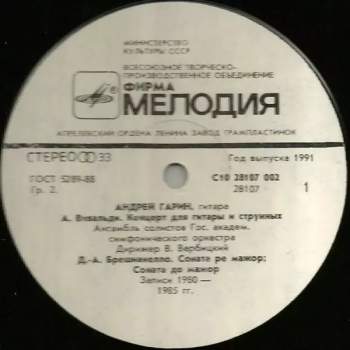 МИНИСТЕРСТВО
КУЛЬТУРЫ СССР
ВСЕСОЮЗНОЕ ТВОРЧЕСКО-
ПРОИЗВОДСТВЕННОЕ ОБЪЕДИНЕНИЕ
ФИРМА
МЕЛОДИЯ
АПРЕЛЕВСКИЙ ОРДЕНА ЛЕНИНА ЗАВОД ГРАМПЛАСТИНОК
СТЕРЕО 33
Год выпуска 1991
ГОСТ 5289-88
С10 28107 002
Гр. 2.
28107
1
АНДРЕЙ ГАРИН, гитара
А. Вивальди. Концерт для гитары и струнных
Ансамбль солистов Гос. академ.
симфонического оркестра
Дирижер В. Вербицкий
Д.-А. Брешианелло. Соната ре мажор;
Соната до мажор
Записи 1980 —
1985 гг.